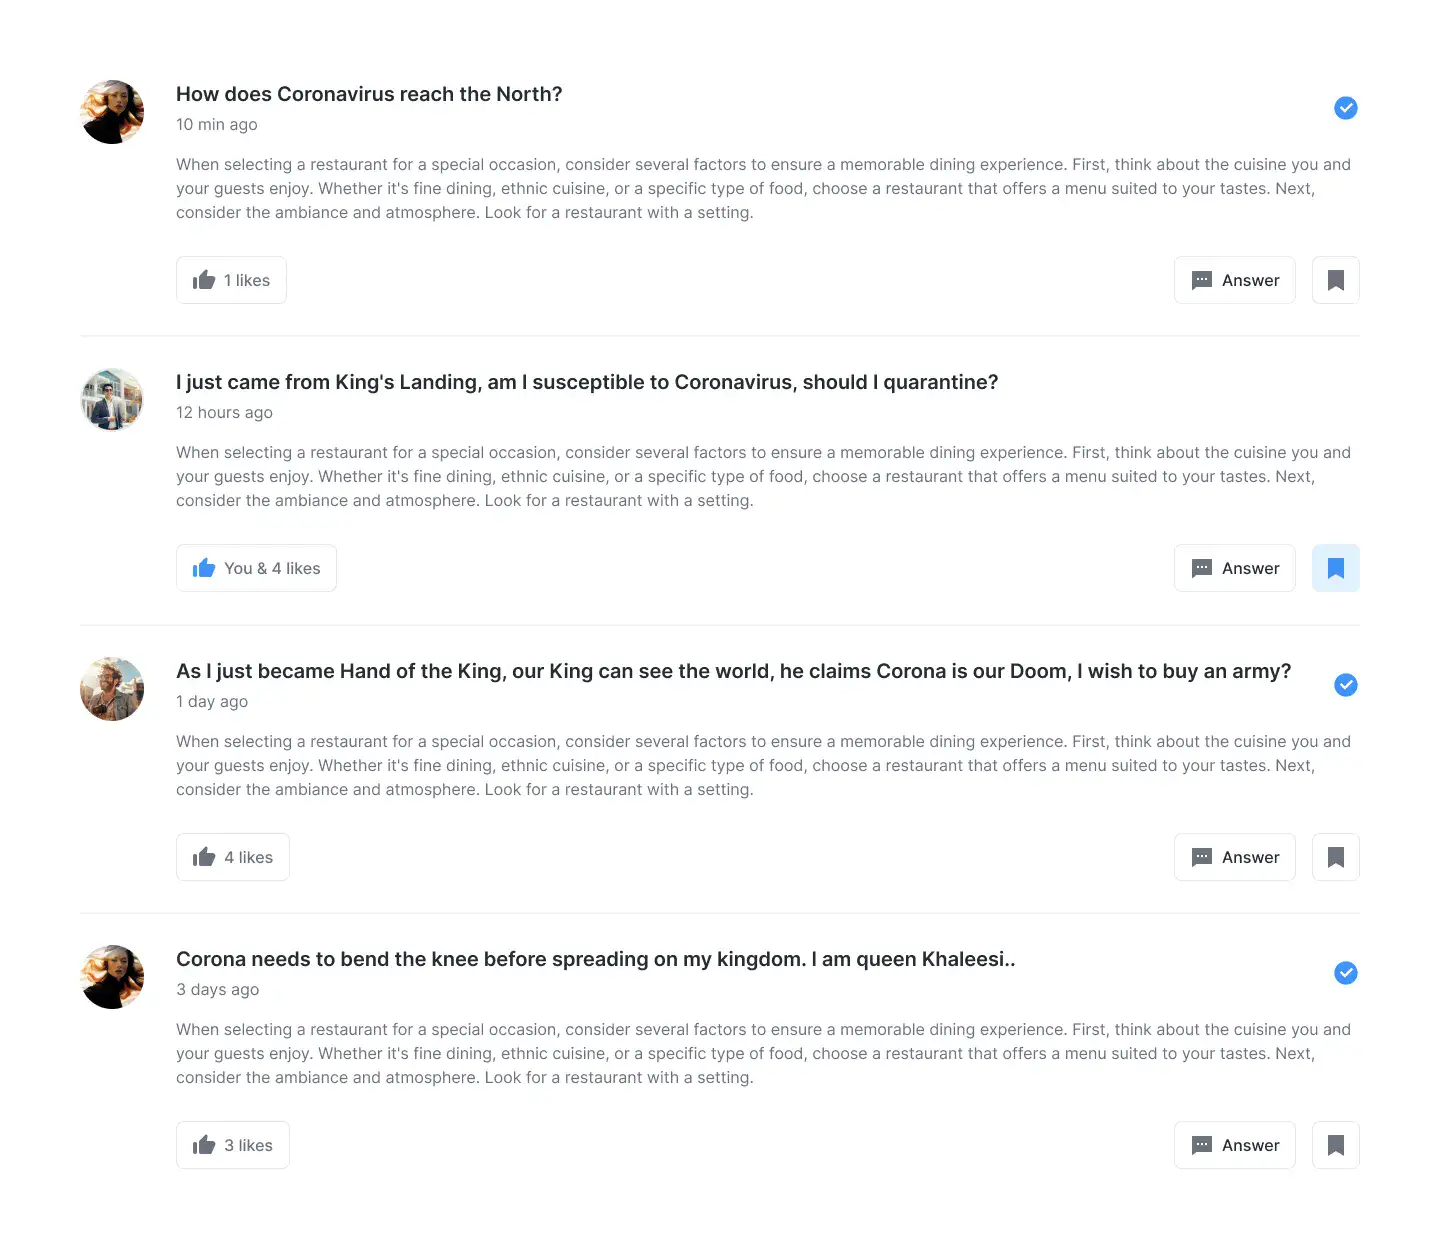 How does Coronavirus reach the North?
10 min ago
When selecting a restaurant for a special occasion, consider several factors to ensure a memorable dining experience. First, think about the cuisine you and
your guests enjoy. Whether it's fine dining, ethnic cuisine, or a specific type of food, choose a restaurant that offers a menu suited to your tastes. Next,
consider the ambiance and atmosphere. Look for a restaurant with a setting.
1 likes
Answer
I just came from King's Landing, am I susceptible to Coronavirus, should I quarantine?
12 hours ago
When selecting a restaurant for a special occasion, consider several factors to ensure a memorable dining experience. First, think about the cuisine you and
your guests enjoy. Whether it's fine dining, ethnic cuisine, or a specific type of food, choose a restaurant that offers a menu suited to your tastes. Next,
consider the ambiance and atmosphere. Look for a restaurant with a setting.
You & 4 likes
Answer
As I just became Hand of the King, our King can see the world, he claims Corona is our Doom, I wish to buy an army?
1 day ago
When selecting a restaurant for a special occasion, consider several factors to ensure a memorable dining experience. First, think about the cuisine you and
your guests enjoy. Whether it's fine dining, ethnic cuisine, or a specific type of food, choose a restaurant that offers a menu suited to your tastes. Next,
consider the ambiance and atmosphere. Look for a restaurant with a setting.
4 likes
Answer
Corona needs to bend the knee before spreading on my kingdom. I am queen Khaleesi..
3 days ago
When selecting a restaurant for a special occasion, consider several factors to ensure a memorable dining experience. First, think about the cuisine you and
your guests enjoy. Whether it's fine dining, ethnic cuisine, or a specific type of food, choose a restaurant that offers a menu suited to your tastes. Next,
consider the ambiance and atmosphere. Look for a restaurant with a setting.
3 likes
Answer